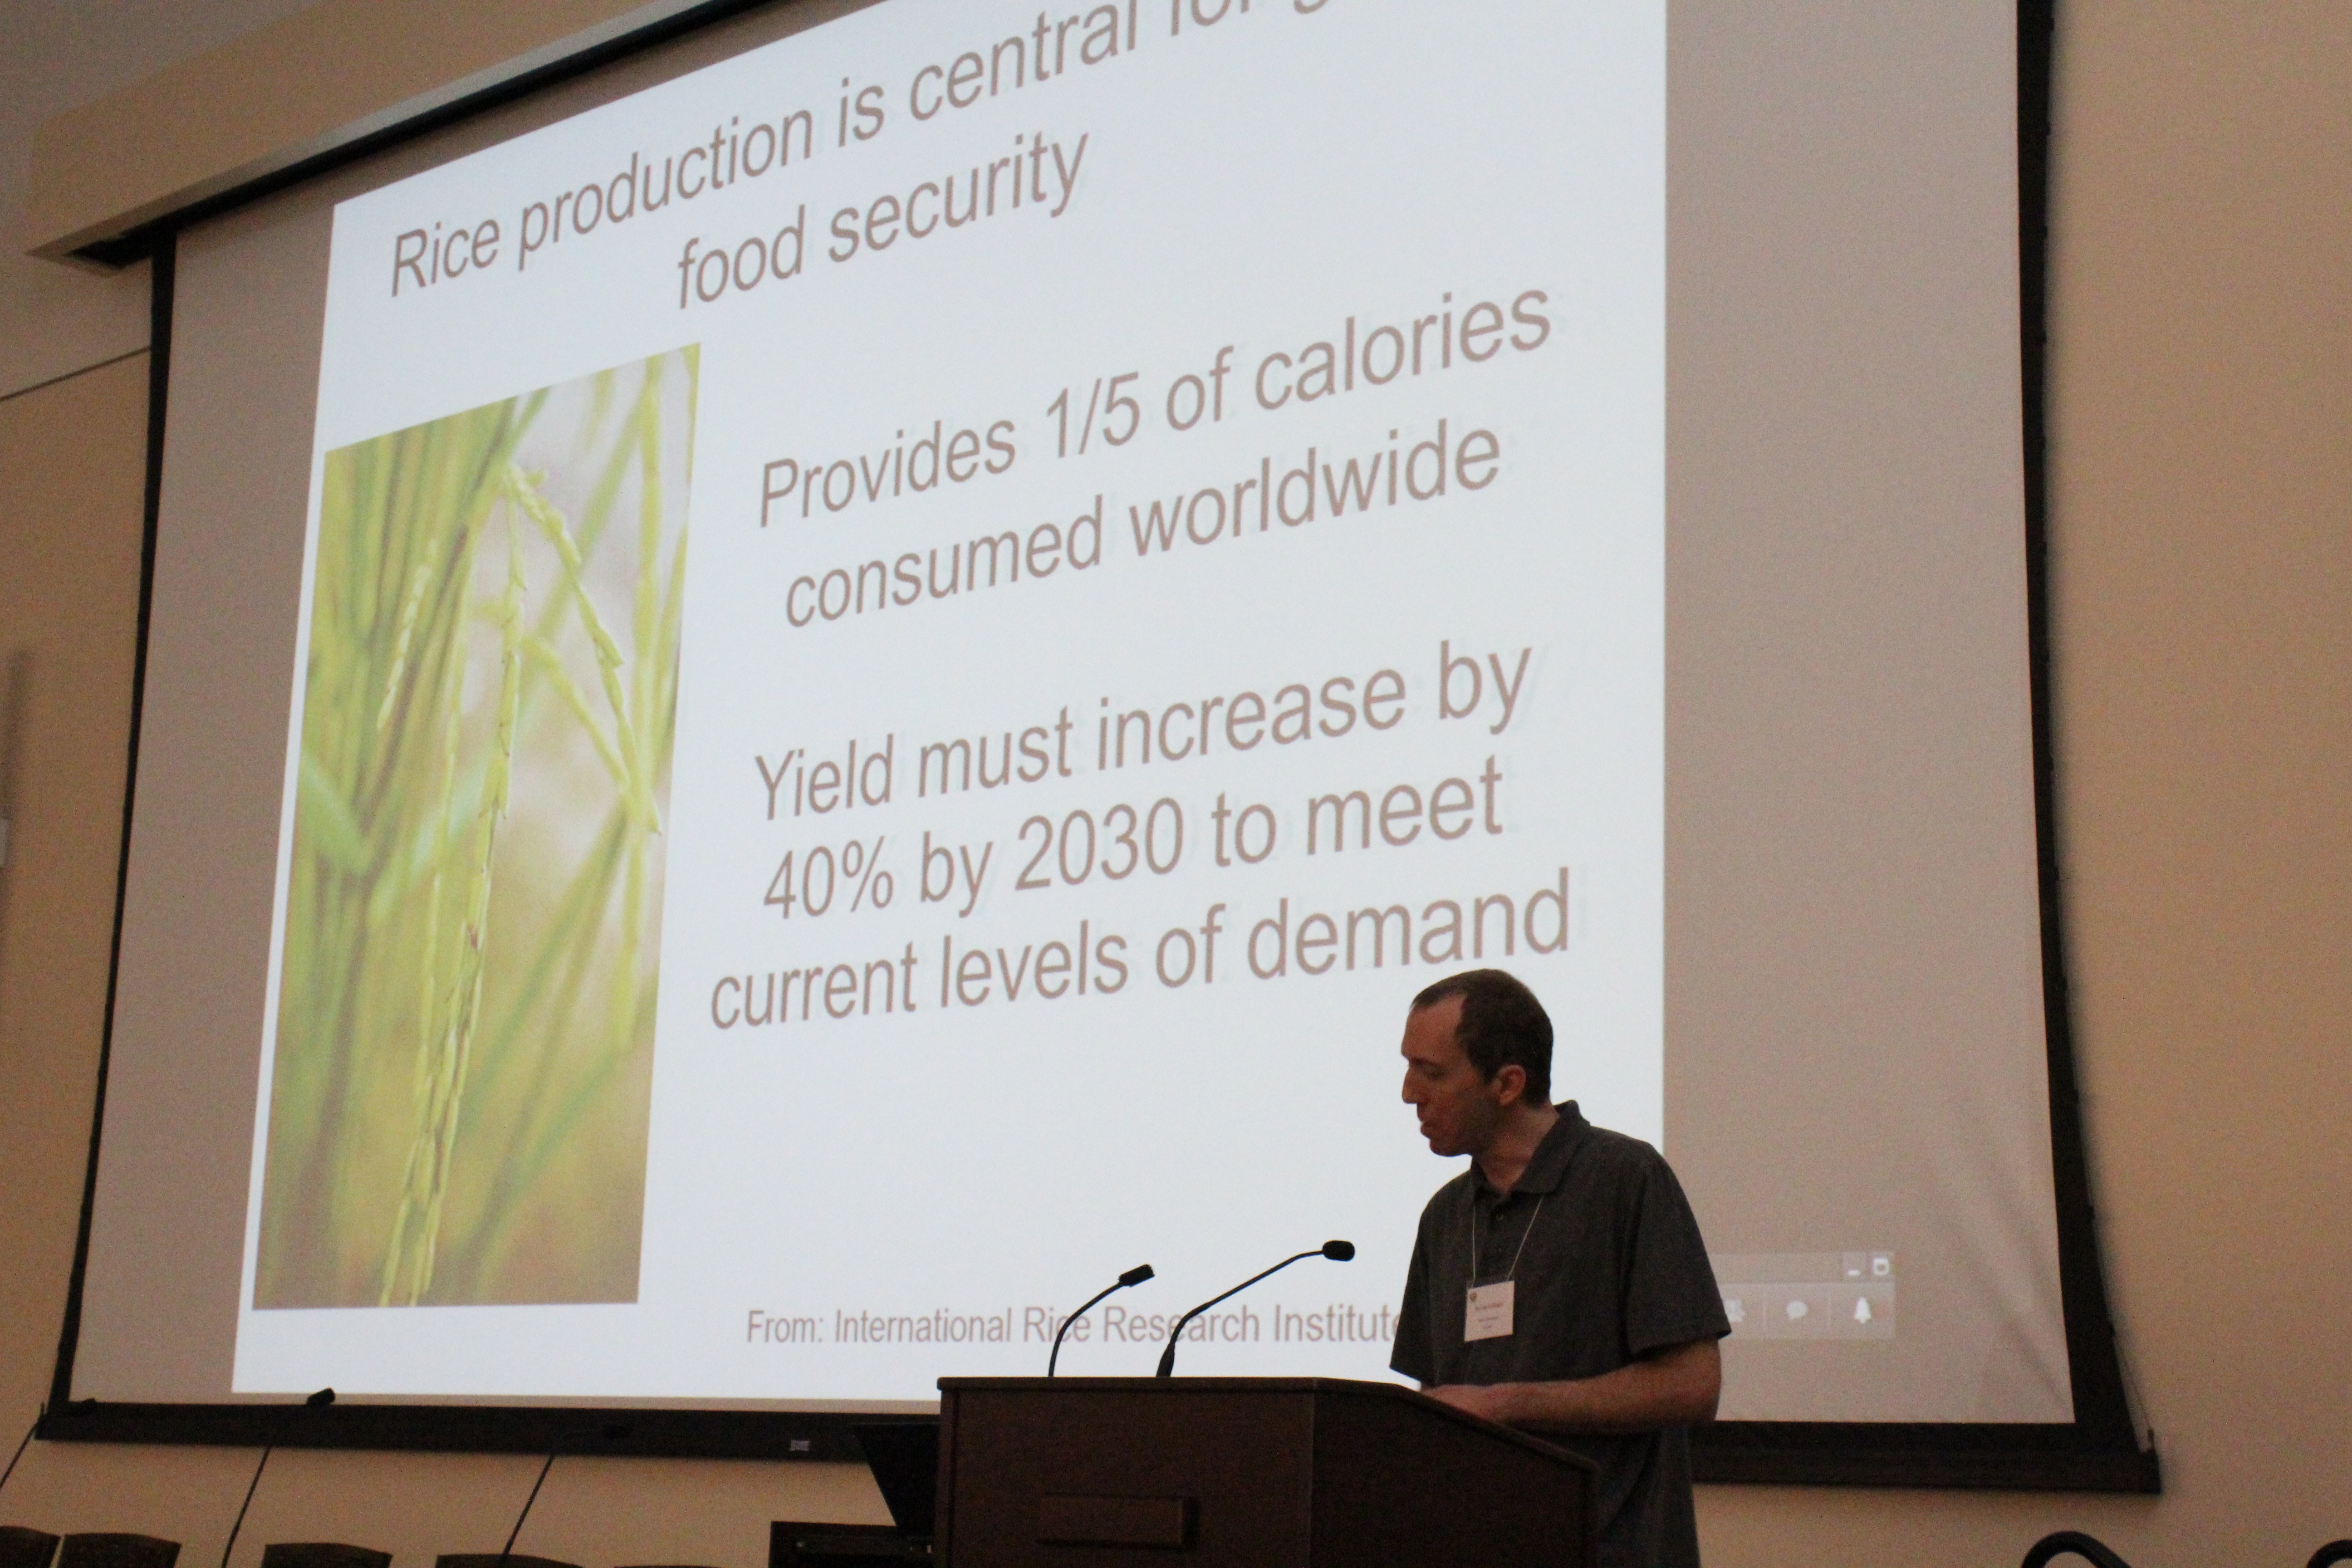 Rice production is central for
food security
Provides 1/5 of calories
consumed worldwide
Yield must increase by
40% by 2030 to meet
current levels of demand
From: International Rice Research Institute